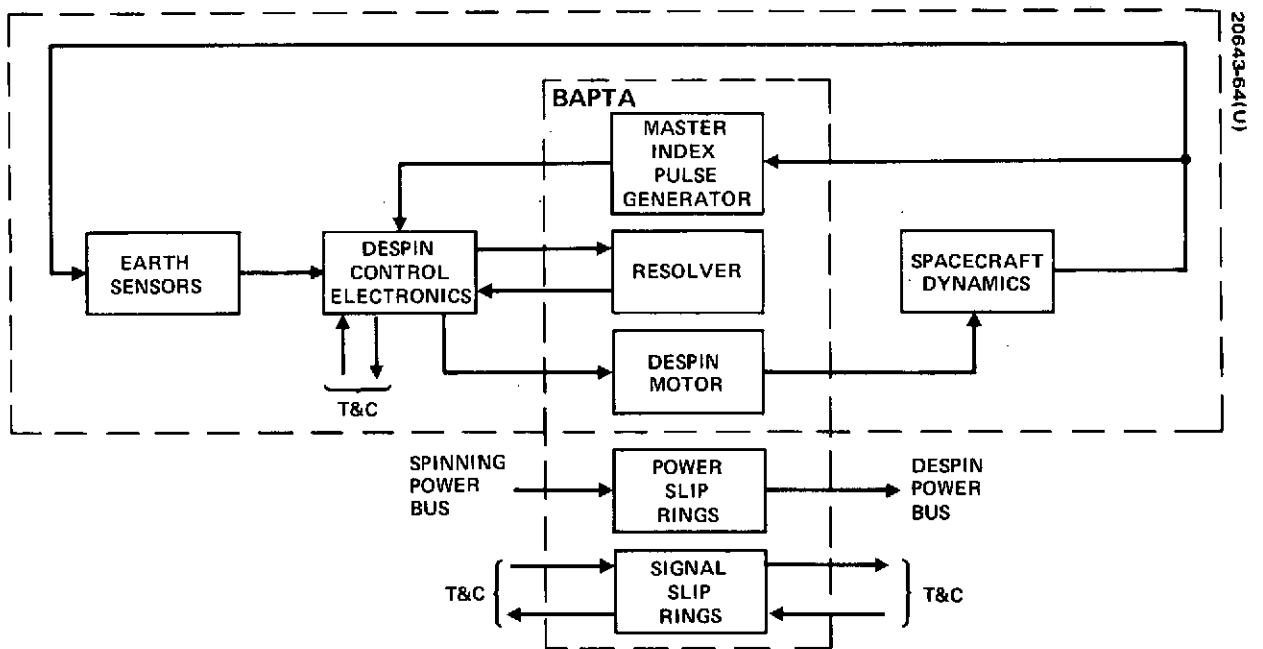 20643-64(U)
BAPTA
MASTER
INDEX
PULSE
GENERATOR
EARTH
SENSORS
DESPIN
CONTROL
ELECTRONICS
RESOLVER
SPACECRAFT
DYNAMICS
DESPIN
MOTOR
T&C
SPINNING
POWER
BUS
POWER
SLIP
RINGS
DESPIN
POWER
BUS
T&C
SIGNAL
SLIP
RINGS
T&C